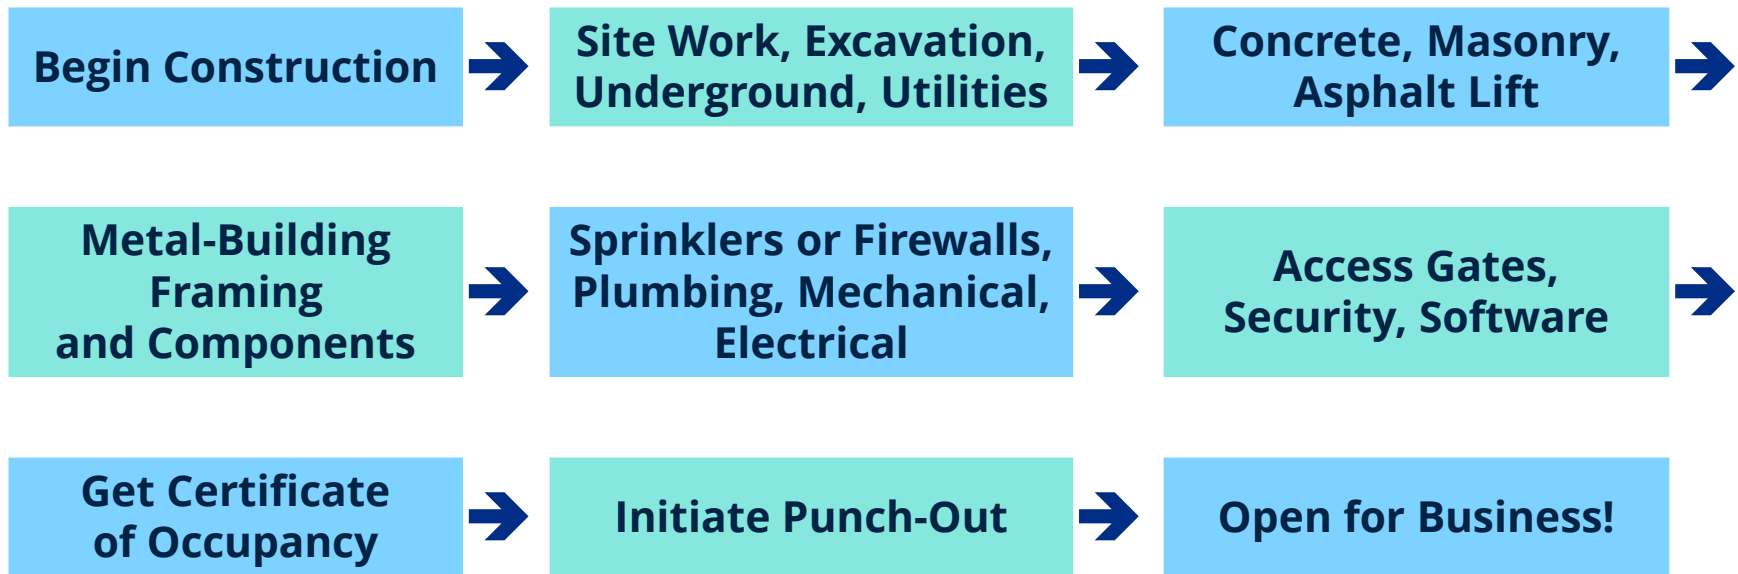 Begin Construction
Site Work, Excavation,
Underground, Utilities
Concrete, Masonry,
Asphalt Lift
Metal-Building
Framing
and Components
Sprinklers or Firewalls,
Plumbing, Mechanical,
Electrical
Access Gates,
Security, Software
Get Certificate
of Occupancy
Initiate Punch-Out
Open for Business!